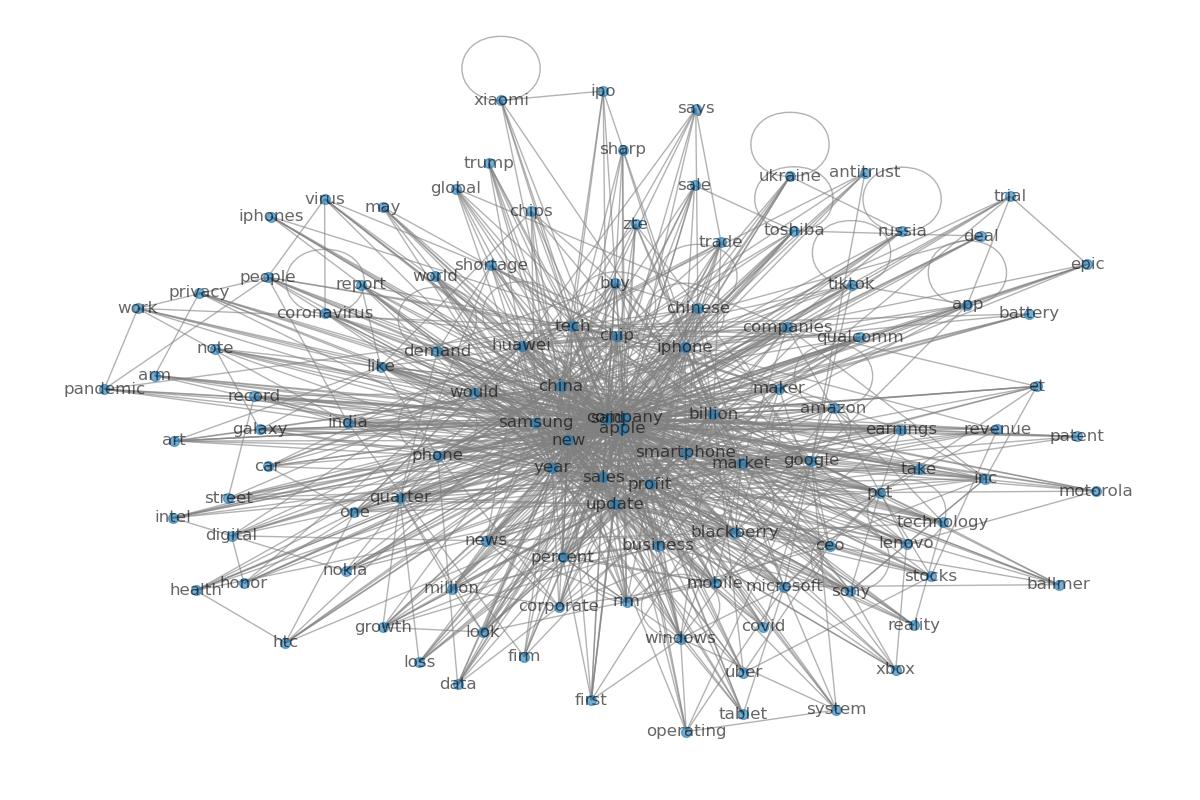 ipo
xiaomi
says
sharp
trump
antitrust
ukraine
global
sale
trial
virus
may
chips
iphones
zte
toshiba
russia
deal
trade
shortage
epic
people
world
report
buy
tiktok
privacy
work
chinese
app
coronavirus
battery
tech
companies
chip
qualcomm
huawei
iphone
note
demand
like
arm
pandemic
china
maker
et
would
record
amazon
billion
company
samsung
india
apple
galaxy
earnings
revenue
patent
art
new
smartphone
phone
google
market
car
year
take
sales
inc
profit
motorola
pct
street
quarter
update
one
intel
technology
blackberry
digital
news
business
ceo
lenovo
percent
nokia
stocks
honor
mobile
health
million
microsoft
sony
ballmer
rim
corporate
growth
look
covid
reality
windows
htc
firm
loss
uber
xbox
data
first
system
tablet
operating